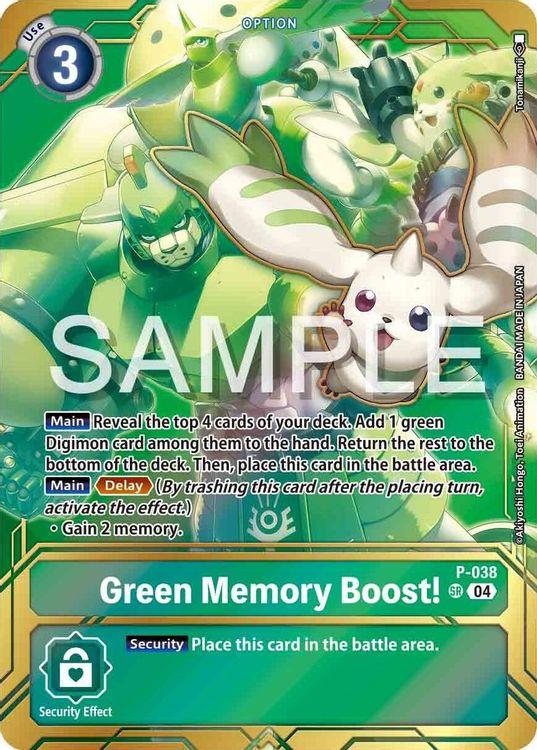 OPTION
Use
3
Tonamikanji
SAMPLE
Main Reveal the top 4 cards of your deck. Add 1 green
Digimon card among them to the hand. Return the rest to the
bottom of the deck. Then, place this card in the battle area.
Main Delay (By trashing this card after the placing turn,
activate the effect.)
・Gain 2 memory.
©Akiyoshi Hongo, Toei Animation BANDAI MADE IN JAPAN
P-038
Green Memory Boost! SR 04
Security Place this card in the battle area.
Security Effect